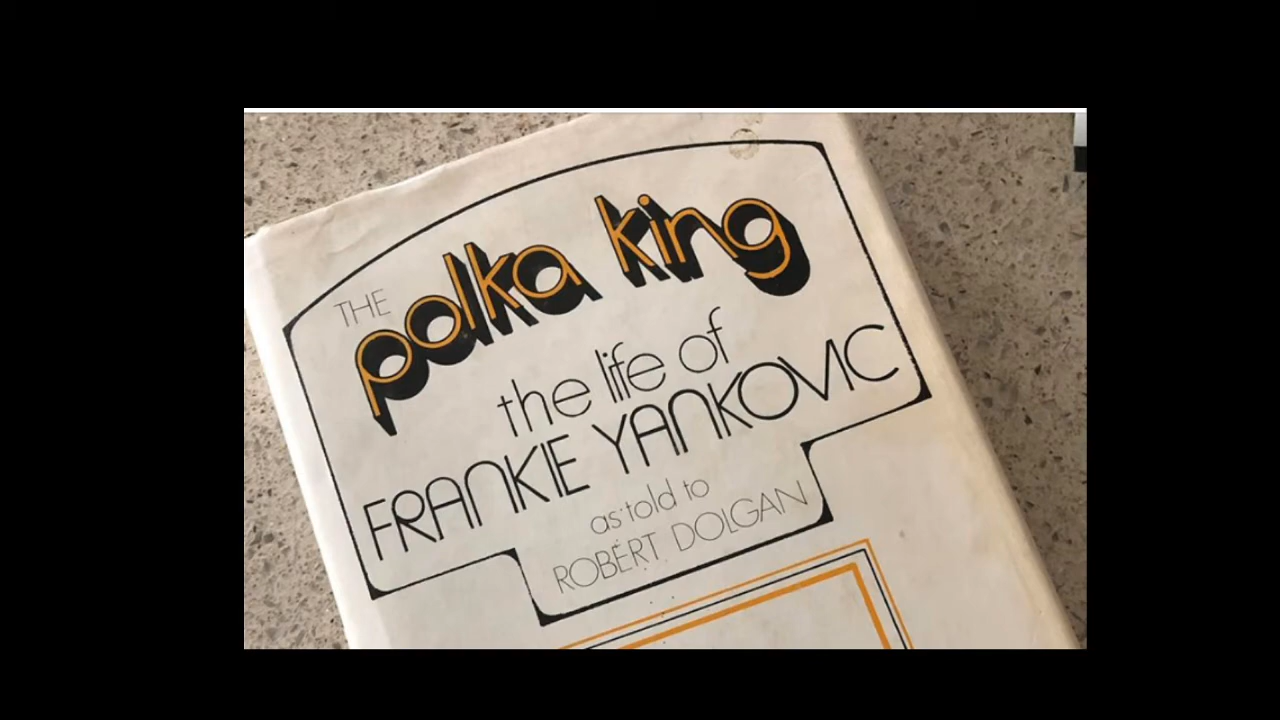 THE polka king
the life of
FRANKIE YANKOVIC
as told to
ROBERT DOLGAN